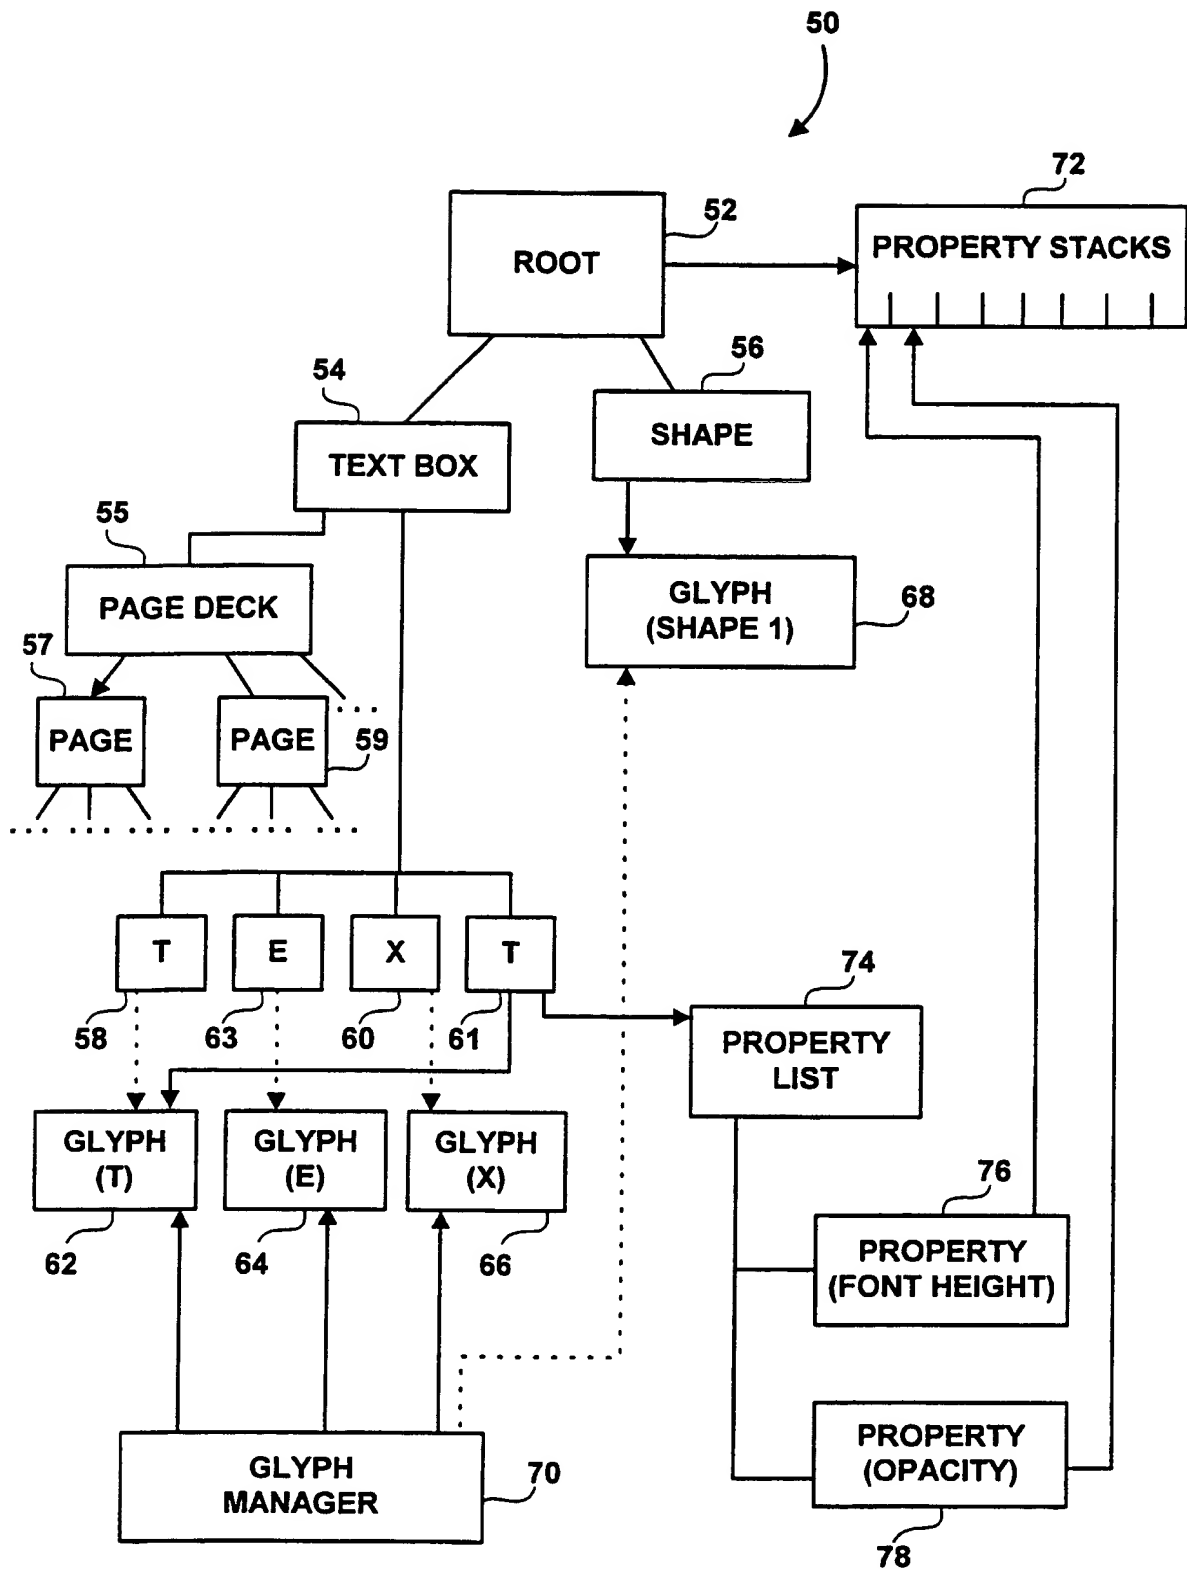 50
72
52
ROOT
PROPERTY STACKS
56
54
SHAPE
TEXT BOX
55
PAGE DECK
GLYPH
(SHAPE 1)
68
57
PAGE
PAGE
59
.... .... .... ....
T
E
X
T
74
58
63
60
61
PROPERTY
LIST
GLYPH
(T)
GLYPH
(E)
GLYPH
(X)
76
62
64
66
PROPERTY
(FONT HEIGHT)
PROPERTY
(OPACITY)
GLYPH
MANAGER
70
78